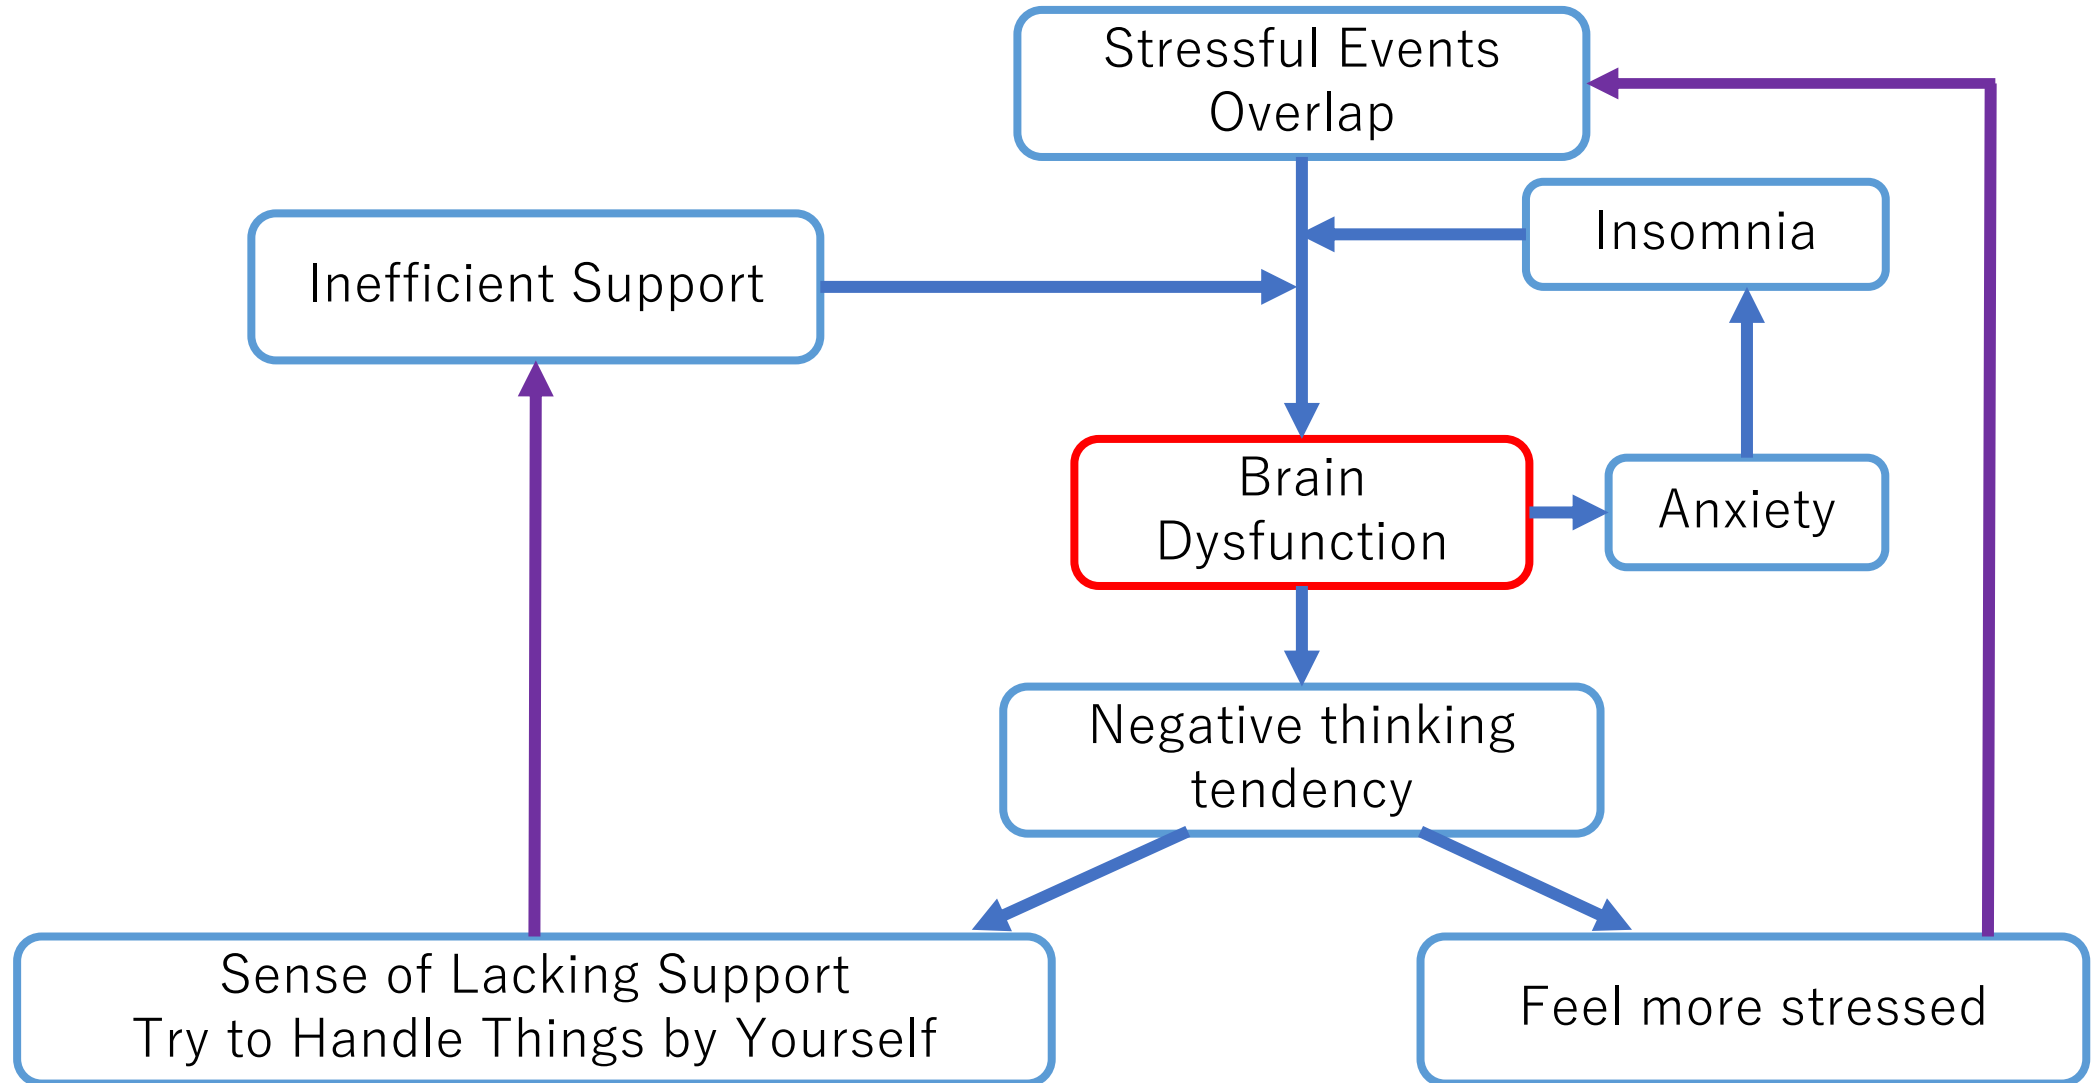 Stressful Events
Overlap
Insomnia
Inefficient Support
Brain
Dysfunction
Anxiety
Negative thinking
tendency
Sense of Lacking Support
Try to Handle Things by Yourself
Feel more stressed